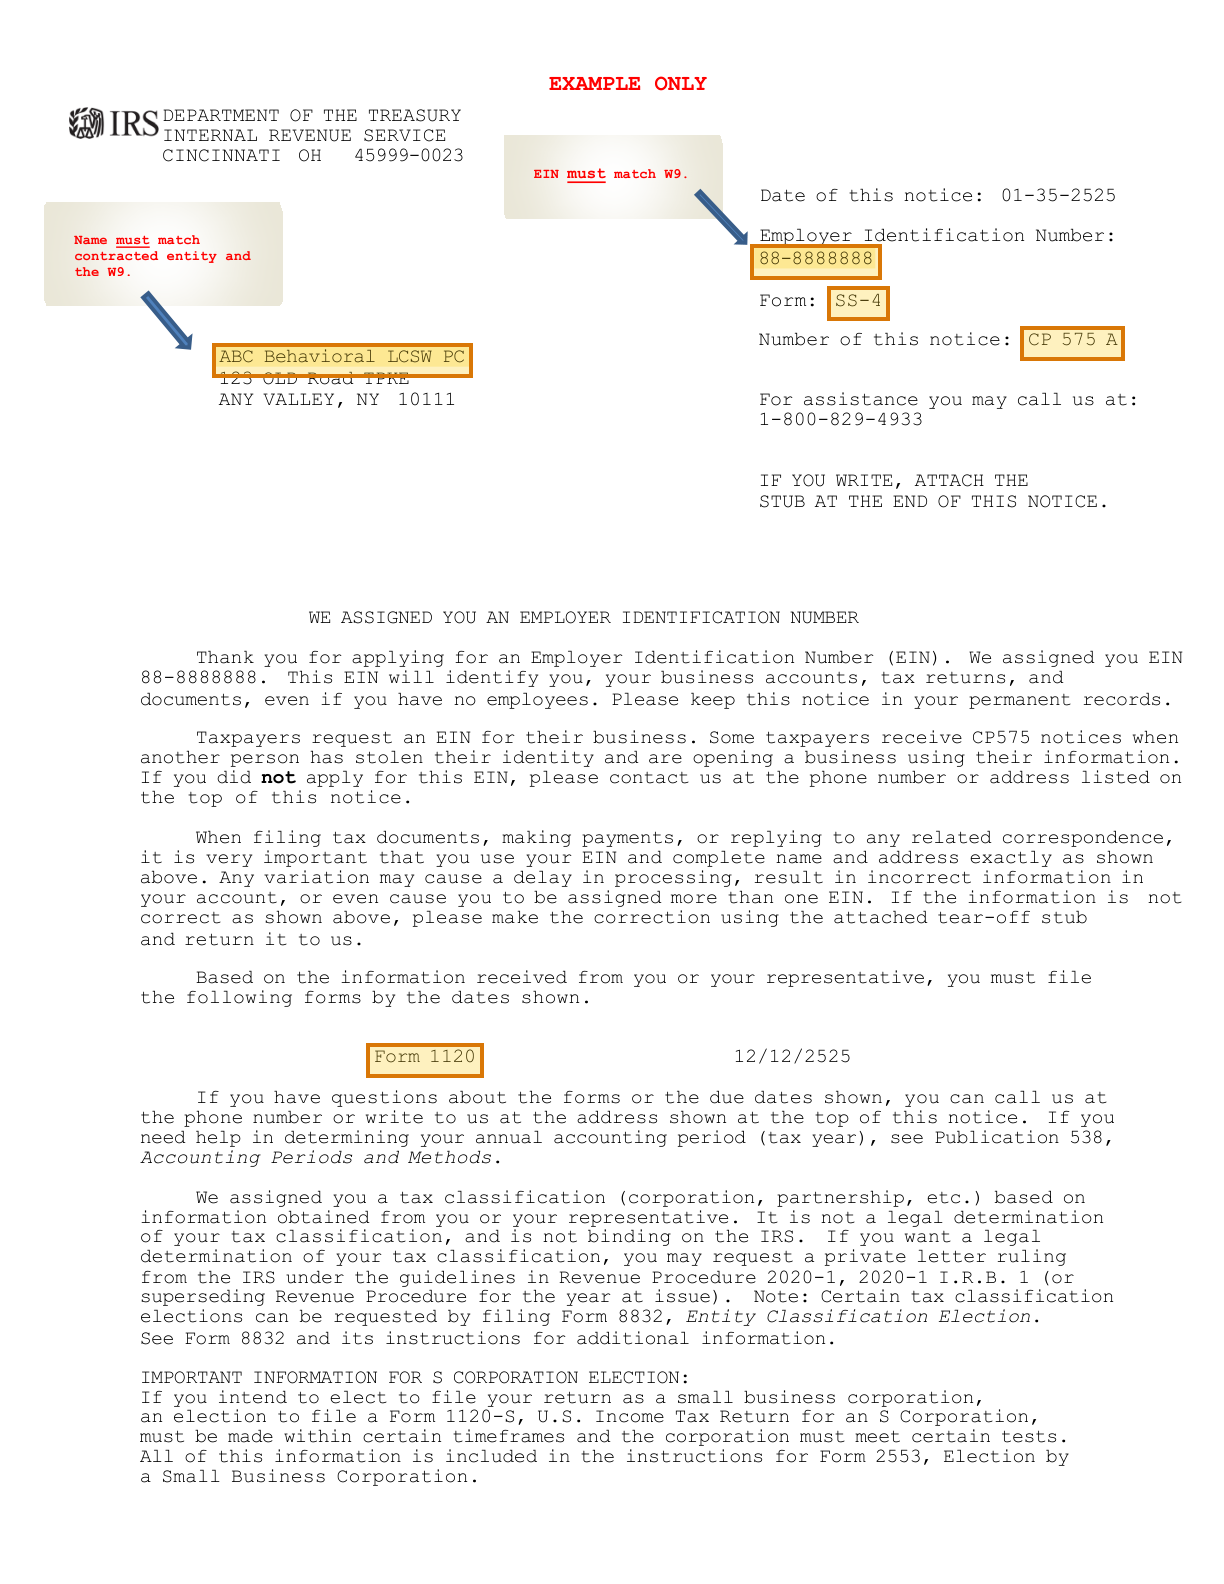 EXAMPLE ONLY
IRS
DEPARTMENT OF THE TREASURY
INTERNAL REVENUE SERVICE
CINCINNATI OH 45999-0023
EIN must match W9.
Date of this notice: 01-35-2525
Employer Identification Number:
88-8888888
Form: SS-4
Number of this notice: CP 575 A
Name must match
contracted entity and
the W9.
ABC Behavioral LCSW PC
123 OLD Road TPKE
ANY VALLEY, NY 10111
For assistance you may call us at:
1-800-829-4933
IF YOU WRITE, ATTACH THE
STUB AT THE END OF THIS NOTICE.
WE ASSIGNED YOU AN EMPLOYER IDENTIFICATION NUMBER
Thank you for applying for an Employer Identification Number (EIN). We assigned you EIN
88-8888888. This EIN will identify you, your business accounts, tax returns, and
documents, even if you have no employees. Please keep this notice in your permanent records.
Taxpayers request an EIN for their business. Some taxpayers receive CP575 notices when
another person has stolen their identity and are opening a business using their information.
If you did not apply for this EIN, please contact us at the phone number or address listed on
the top of this notice.
When filing tax documents, making payments, or replying to any related correspondence,
it is very important that you use your EIN and complete name and address exactly as shown
above. Any variation may cause a delay in processing, result in incorrect information in
your account, or even cause you to be assigned more than one EIN. If the information is not
correct as shown above, please make the correction using the attached tear-off stub
and return it to us.
Based on the information received from you or your representative, you must file
the following forms by the dates shown.
Form 1120 12/12/2525
If you have questions about the forms or the due dates shown, you can call us at
the phone number or write to us at the address shown at the top of this notice. If you
need help in determining your annual accounting period (tax year), see Publication 538,
Accounting Periods and Methods.
We assigned you a tax classification (corporation, partnership, etc.) based on
information obtained from you or your representative. It is not a legal determination
of your tax classification, and is not binding on the IRS. If you want a legal
determination of your tax classification, you may request a private letter ruling
from the IRS under the guidelines in Revenue Procedure 2020-1, 2020-1 I.R.B. 1 (or
superseding Revenue Procedure for the year at issue). Note: Certain tax classification
elections can be requested by filing Form 8832, Entity Classification Election.
See Form 8832 and its instructions for additional information.
IMPORTANT INFORMATION FOR S CORPORATION ELECTION:
If you intend to elect to file your return as a small business corporation,
an election to file a Form 1120-S, U.S. Income Tax Return for an S Corporation,
must be made within certain timeframes and the corporation must meet certain tests.
All of this information is included in the instructions for Form 2553, Election by
a Small Business Corporation.